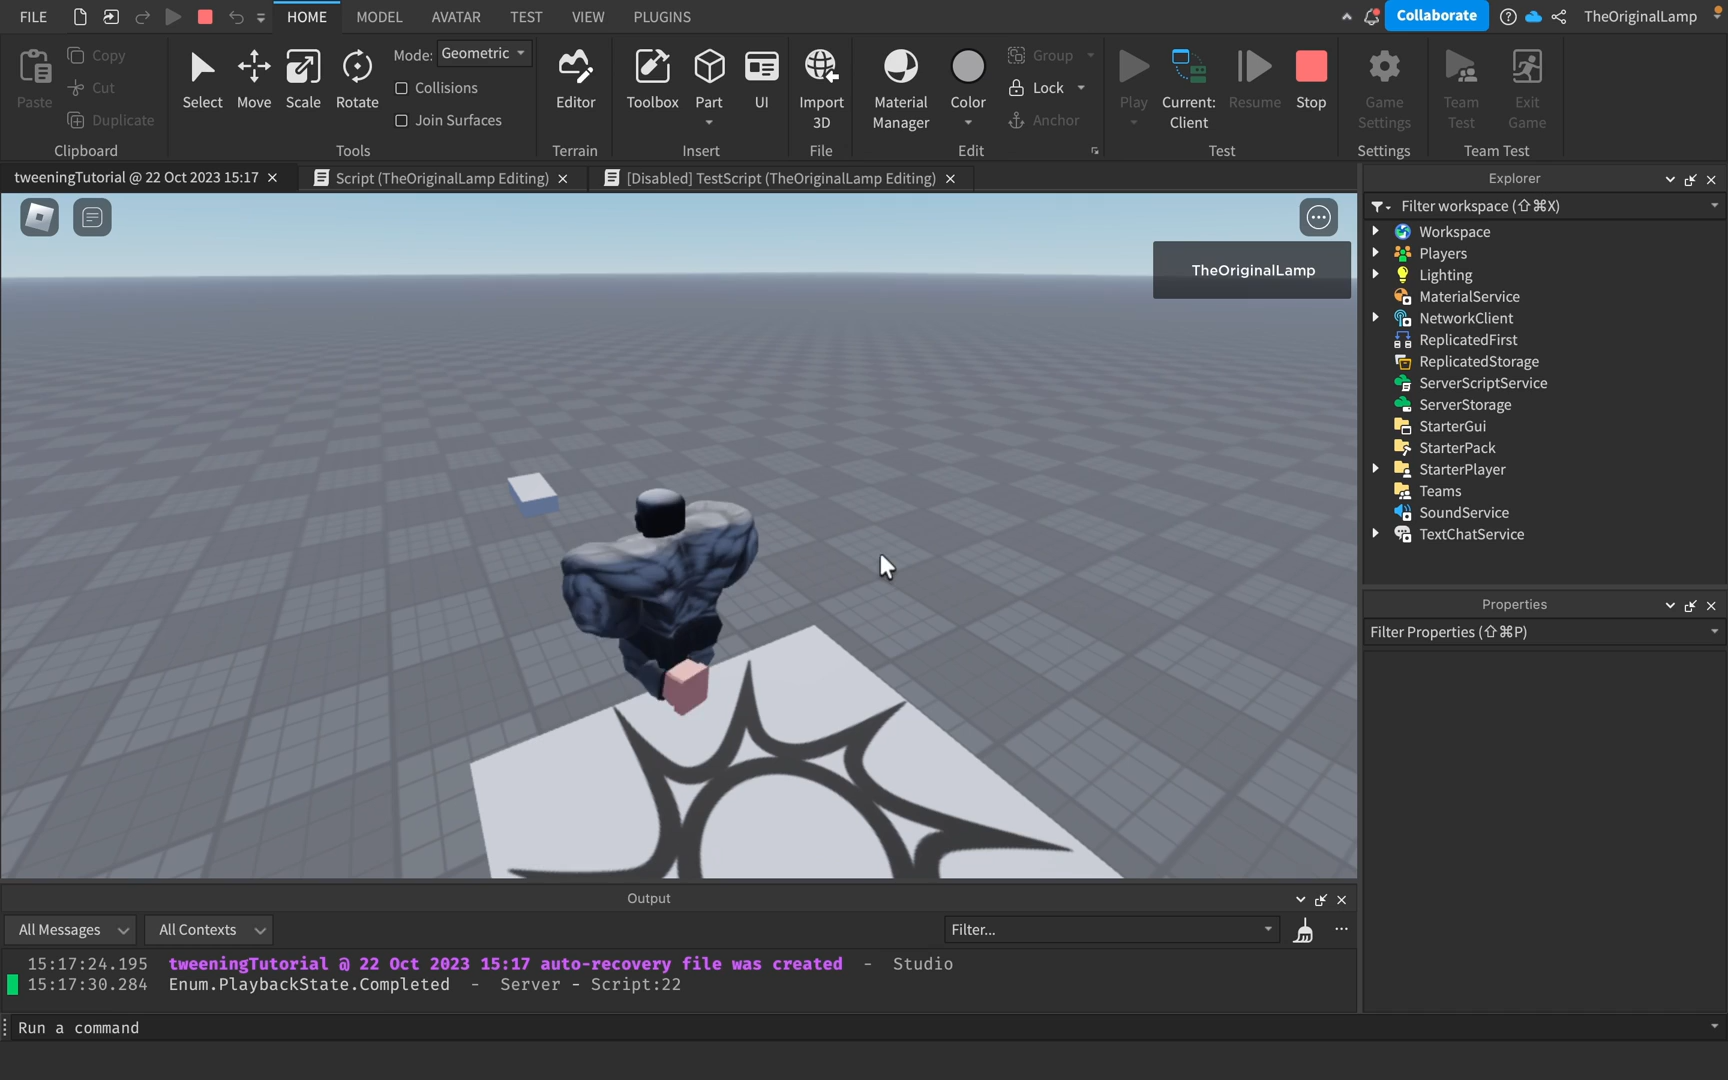 FILE
HOME
MODEL
AVATAR
TEST
VIEW
PLUGINS
Collaborate
TheOriginalLamp
Paste
Copy
Cut
Duplicate
Clipboard
Select
Move
Scale
Rotate
Mode: Geometric
Collisions
Join Surfaces
Tools
Editor
Terrain
Toolbox
Part
UI
Insert
Import
3D
File
Material
Manager
Color
Group
Lock
Anchor
Edit
Play
Current:
Client
Resume
Stop
Test
Game
Settings
Settings
Team
Test
Exit
Game
Team Test
tweeningTutorial @ 22 Oct 2023 15:17
Script (TheOriginalLamp Editing)
[Disabled] TestScript (TheOriginalLamp Editing)
TheOriginalLamp
Explorer
Filter workspace (⇧⌘X)
Workspace
Players
Lighting
MaterialService
NetworkClient
ReplicatedFirst
ReplicatedStorage
ServerScriptService
ServerStorage
StarterGui
StarterPack
StarterPlayer
Teams
SoundService
TextChatService
Properties
Filter Properties (⇧⌘P)
Output
All Messages
All Contexts
Filter...
15:17:24.195 tweeningTutorial @ 22 Oct 2023 15:17 auto-recovery file was created - Studio
15:17:30.284 Enum.PlaybackState.Completed - Server - Script:22
Run a command